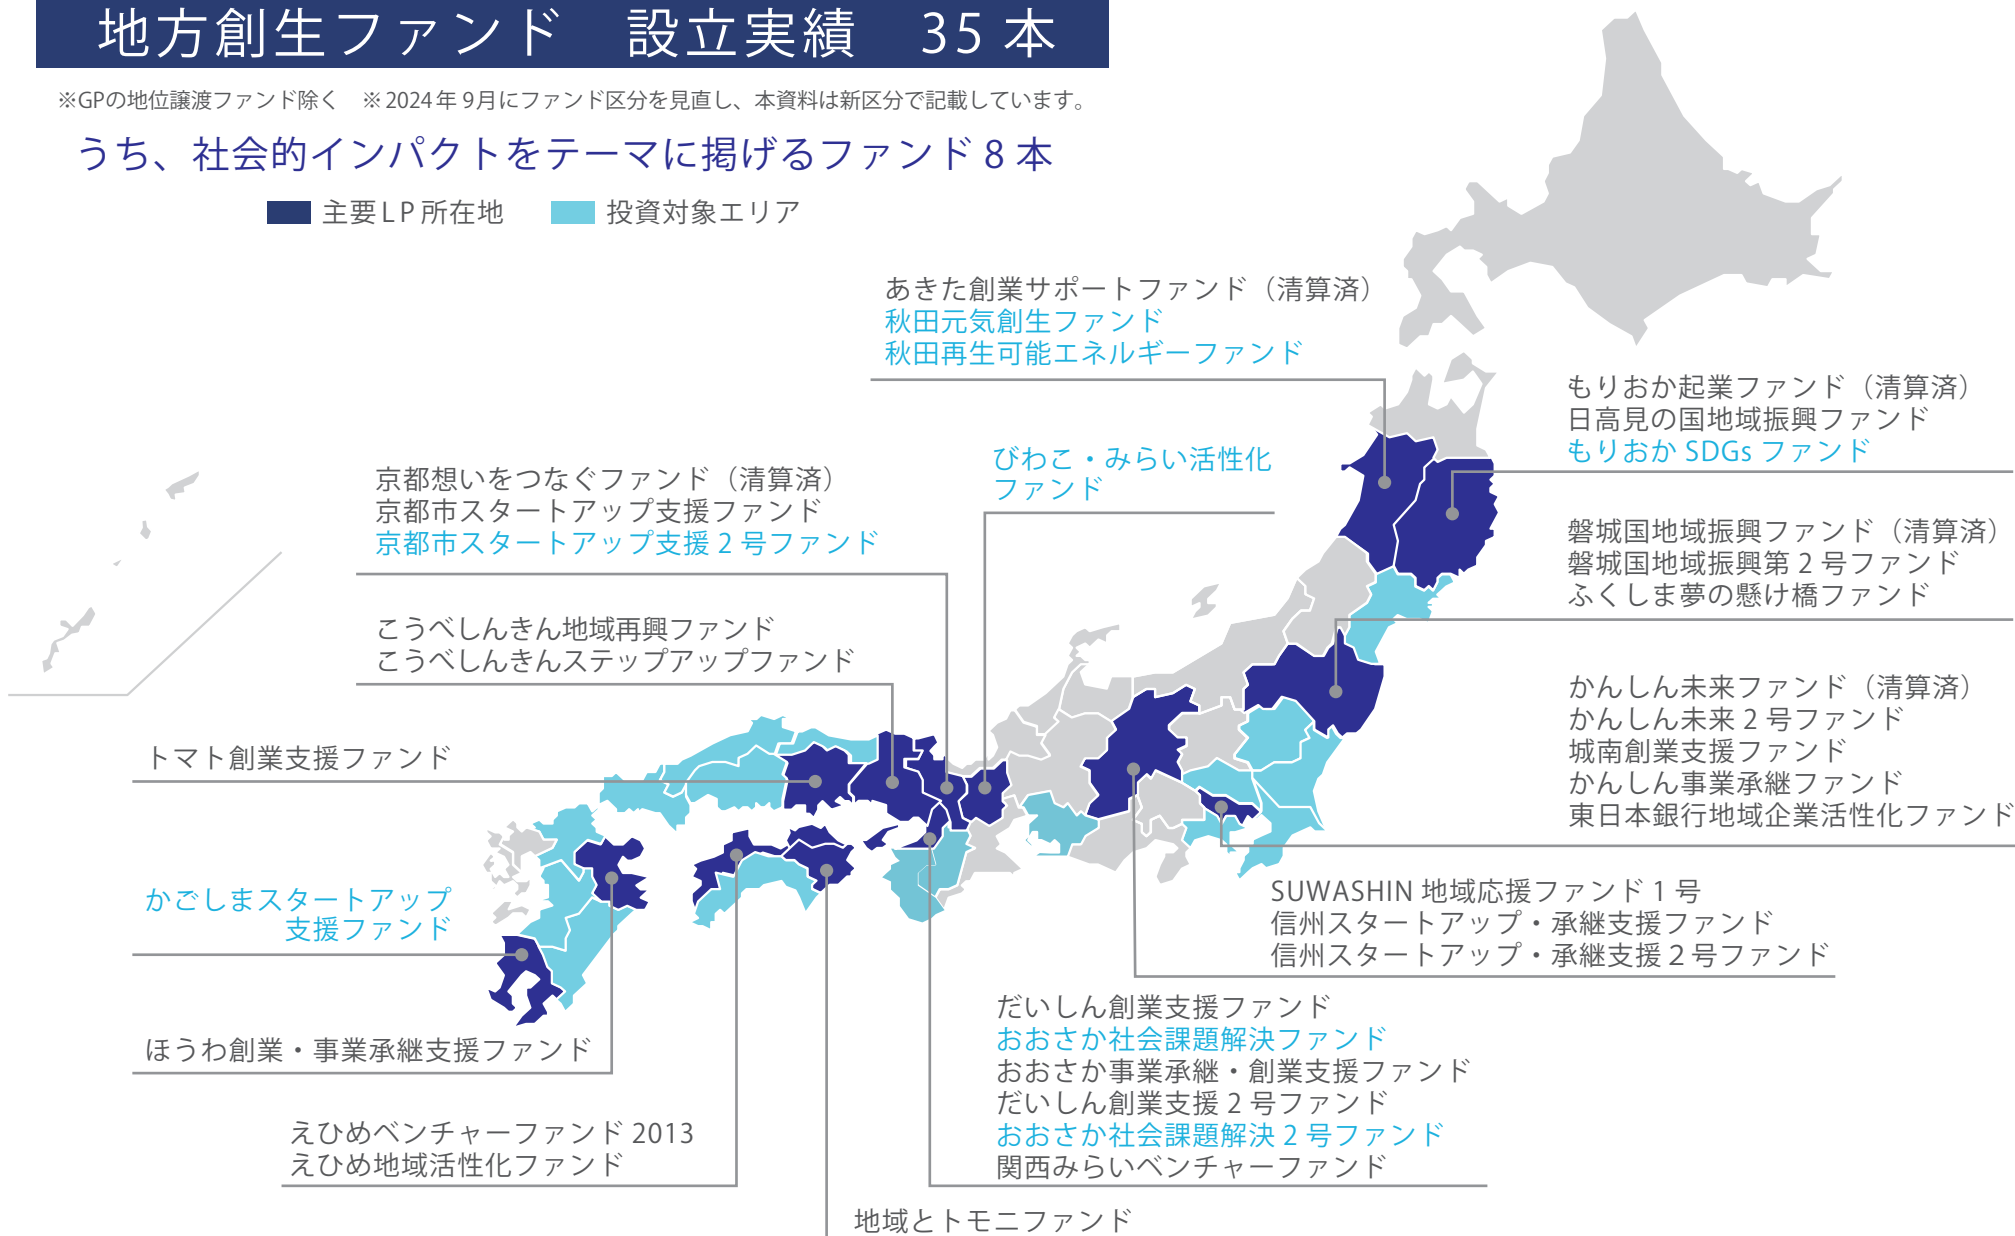 地方創生ファンド　設立実績　35 本
※GPの地位譲渡ファンド除く　※2024年 9月にファンド区分を見直し、本資料は新区分で記載しています。
うち、社会的インパクトをテーマに掲げるファンド 8 本
主要LP所在地　投資対象エリア
あきた創業サポートファンド（清算済）
秋田元気創生ファンド
秋田再生可能エネルギーファンド
もりおか起業ファンド（清算済）
日高見の国地域振興ファンド
もりおか SDGs ファンド
びわこ・みらい活性化
ファンド
京都想いをつなぐファンド（清算済）
京都市スタートアップ支援ファンド
京都市スタートアップ支援 2 号ファンド
磐城国地域振興ファンド（清算済）
磐城国地域振興第 2 号ファンド
ふくしま夢の懸け橋ファンド
こうべしんきん地域再興ファンド
こうべしんきんステップアップファンド
かんしん未来ファンド（清算済）
かんしん未来 2 号ファンド
城南創業支援ファンド
かんしん事業承継ファンド
東日本銀行地域企業活性化ファンド
トマト創業支援ファンド
かごしまスタートアップ
支援ファンド
SUWASHIN 地域応援ファンド 1 号
信州スタートアップ・承継支援ファンド
信州スタートアップ・承継支援 2 号ファンド
ほうわ創業・事業承継支援ファンド
だいしん創業支援ファンド
おおさか社会課題解決ファンド
おおさか事業承継・創業支援ファンド
だいしん創業支援 2 号ファンド
おおさか社会課題解決 2 号ファンド
関西みらいベンチャーファンド
えひめベンチャーファンド 2013
えひめ地域活性化ファンド
地域とトモニファンド